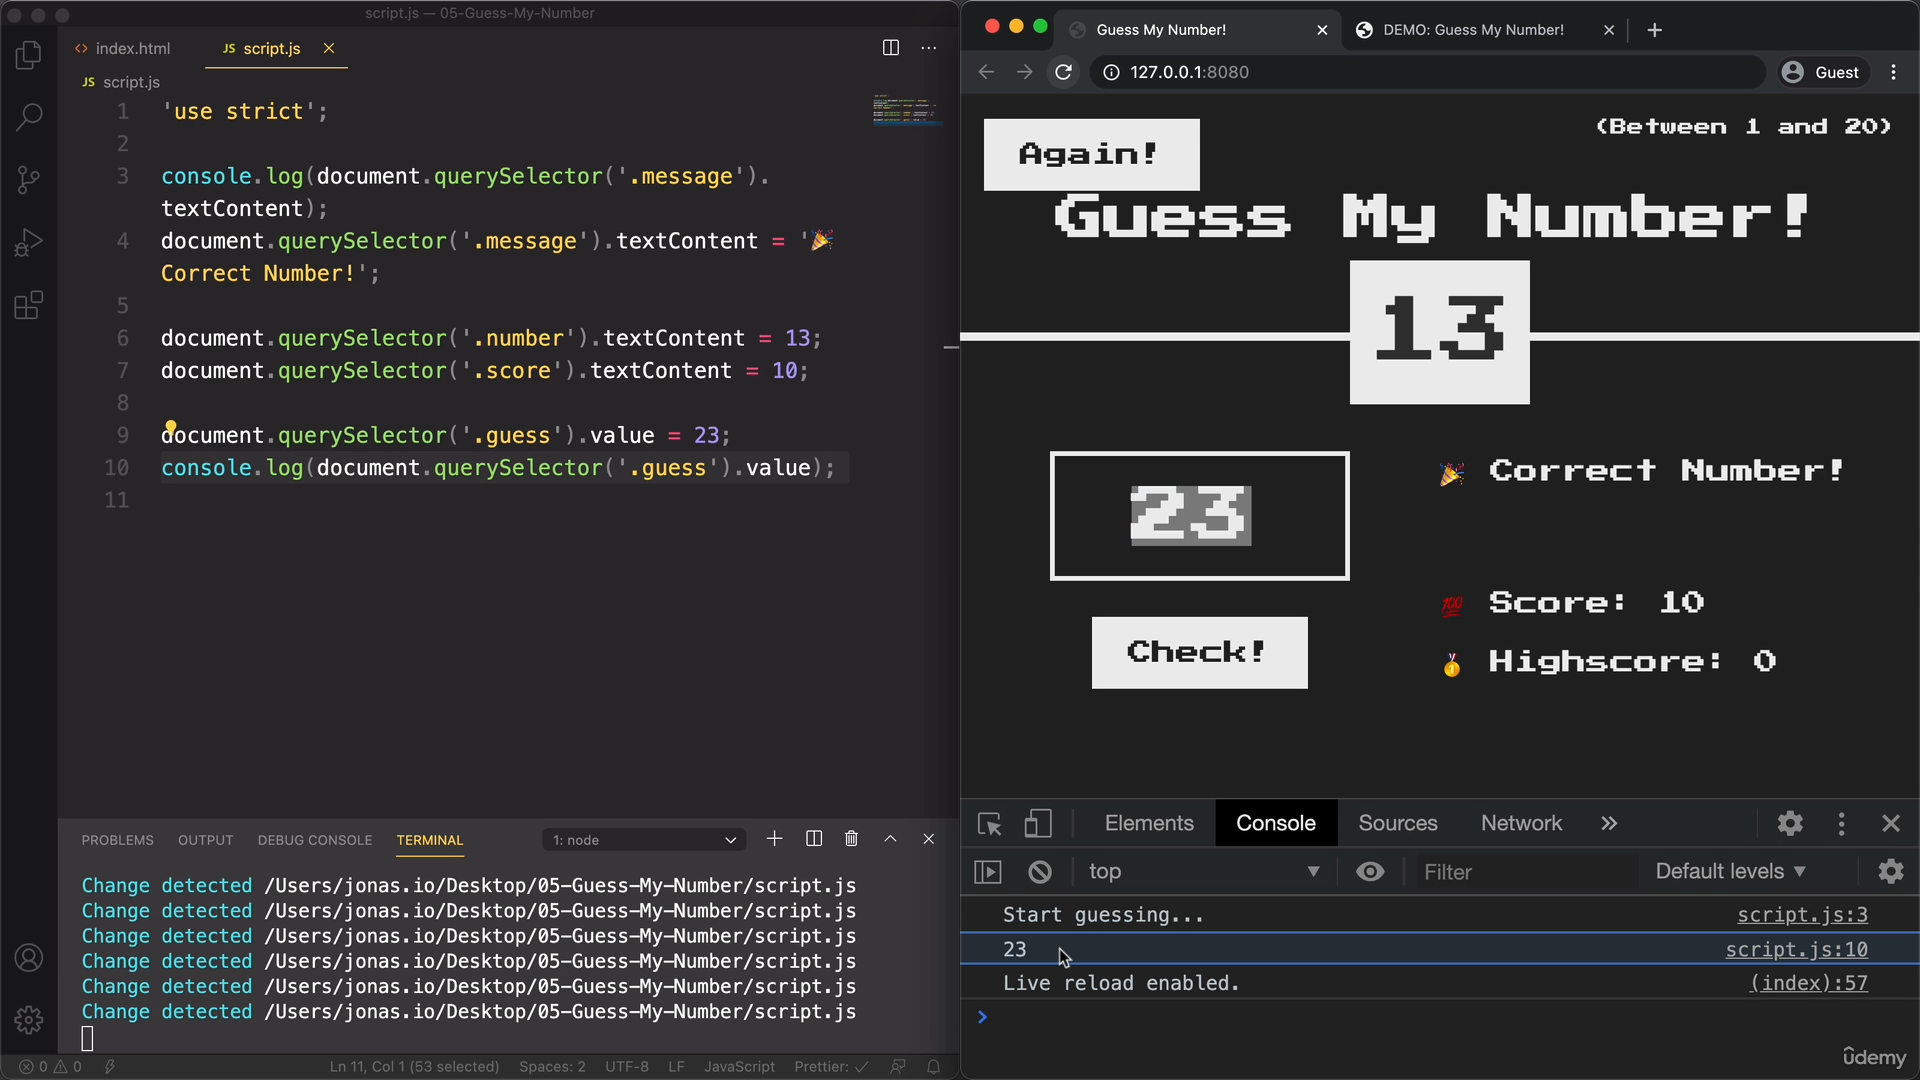 script.js — 05-Guess-My-Number
index.html
JS script.js
JS script.js
1 'use strict';
2
3 console.log(document.querySelector('.message').
textContent);
4 document.querySelector('.message').textContent = '🎉
Correct Number!';
5
6 document.querySelector('.number').textContent = 13;
7 document.querySelector('.score').textContent = 10;
8
9 document.querySelector('.guess').value = 23;
10 console.log(document.querySelector('.guess').value);
11
PROBLEMS OUTPUT DEBUG CONSOLE TERMINAL 1: node
Change detected /Users/jonas.io/Desktop/05-Guess-My-Number/script.js
Change detected /Users/jonas.io/Desktop/05-Guess-My-Number/script.js
Change detected /Users/jonas.io/Desktop/05-Guess-My-Number/script.js
Change detected /Users/jonas.io/Desktop/05-Guess-My-Number/script.js
Change detected /Users/jonas.io/Desktop/05-Guess-My-Number/script.js
Change detected /Users/jonas.io/Desktop/05-Guess-My-Number/script.js
0 0 Ln 11, Col 1 (53 selected) Spaces: 2 UTF-8 LF JavaScript Prettier: ✓
Guess My Number! DEMO: Guess My Number!
127.0.0.1:8080 Guest
(Between 1 and 20)
Again!
Guess My Number!
13
23
🎉 Correct Number!
💯 Score: 10
Check!
🥇 Highscore: 0
Elements Console Sources Network »
top Filter Default levels
Start guessing... script.js:3
23 script.js:10
Live reload enabled. (index):57
ûdemy